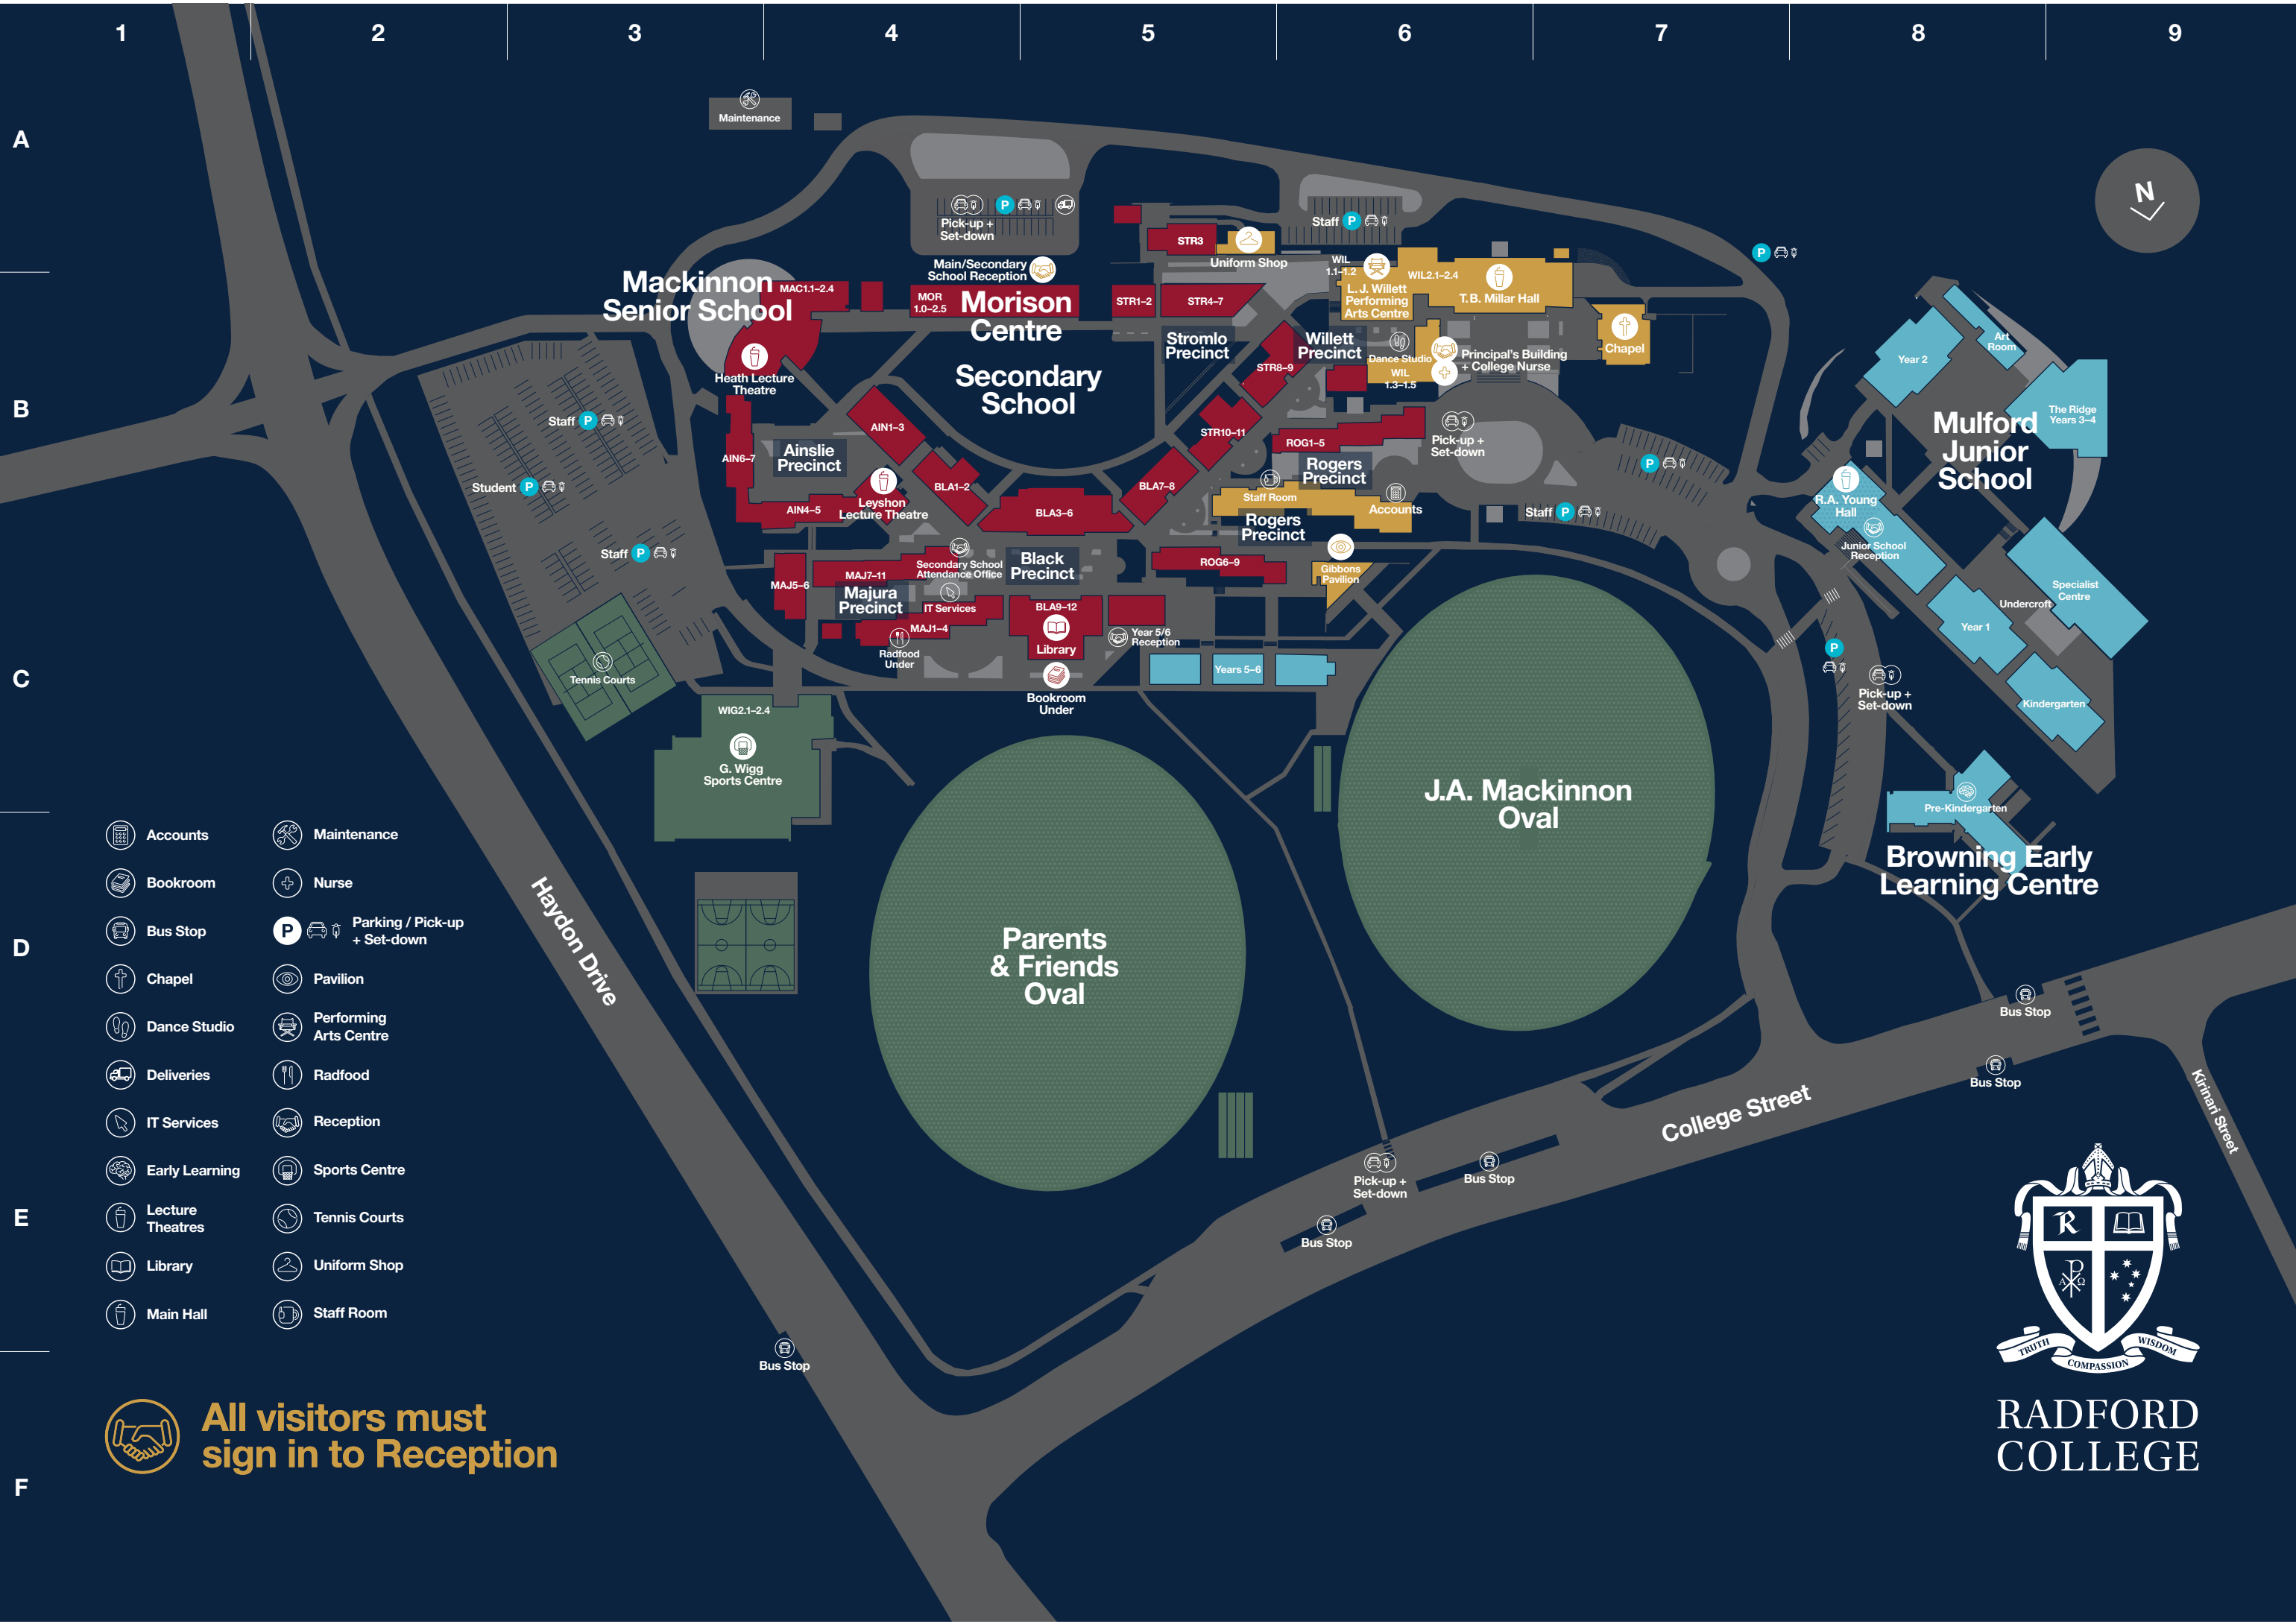 1 2 3 4 5 6 7 8 9
A
Maintenance
N
Pick-up +
Set-down
P
Staff P
P
STR3
Uniform Shop
Main/Secondary
School Reception
WIL
1.1–1.2
WIL2.1–2.4
L.J. Willett
Performing
Arts Centre
T.B. Millar Hall
Mackinnon
Senior School
MAC1.1–2.4
MOR
1.0–2.5
Morison
Centre
STR1–2
STR4–7
Stromlo
Precinct
Willett
Precinct
Dance Studio
Principal's Building
+ College Nurse
Chapel
Year 2
Art
Room
Heath Lecture
Theatre
Secondary
School
STR8–9
WIL
1.3–1.5
B
Staff P
AIN1–3
STR10–11
ROG1–5
Pick-up +
Set-down
The Ridge
Years 3–4
Mulford
Junior
School
AIN6–7
Ainslie
Precinct
Rogers
Precinct
P
Student P
BLA1–2
BLA7–8
Staff Room
Accounts
R.A. Young
Hall
AIN4–5
Leyshon
Lecture Theatre
BLA3–6
Staff P
Rogers
Precinct
Junior School
Reception
Staff P
Secondary School
Attendance Office
Black
Precinct
ROG6–9
Gibbons
Pavilion
MAJ5–6
MAJ7–11
Majura
Precinct
IT Services
BLA9–12
Specialist
Centre
Undercroft
Year 1
MAJ1–4
Radfood
Under
Library
Year 5/6
Reception
P
C
Tennis Courts
Years 5–6
Pick-up +
Set-down
Kindergarten
Bookroom
Under
WIG2.1–2.4
G. Wigg
Sports Centre
J.A. Mackinnon
Oval
Pre-Kindergarten
Browning Early
Learning Centre
Accounts
Bookroom
Bus Stop
Chapel
Dance Studio
Deliveries
IT Services
Early Learning
Lecture
Theatres
Library
Main Hall
Maintenance
Nurse
P Parking / Pick-up
+ Set-down
Pavilion
Performing
Arts Centre
Radfood
Reception
Sports Centre
Tennis Courts
Uniform Shop
Staff Room
D
Haydon Drive
Parents
& Friends
Oval
Bus Stop
Bus Stop
College Street
Kirinari Street
E
Pick-up +
Set-down
Bus Stop
Bus Stop
Bus Stop
R
P
Α Ω
TRUTH
COMPASSION
WISDOM
RADFORD
COLLEGE
All visitors must
sign in to Reception
F